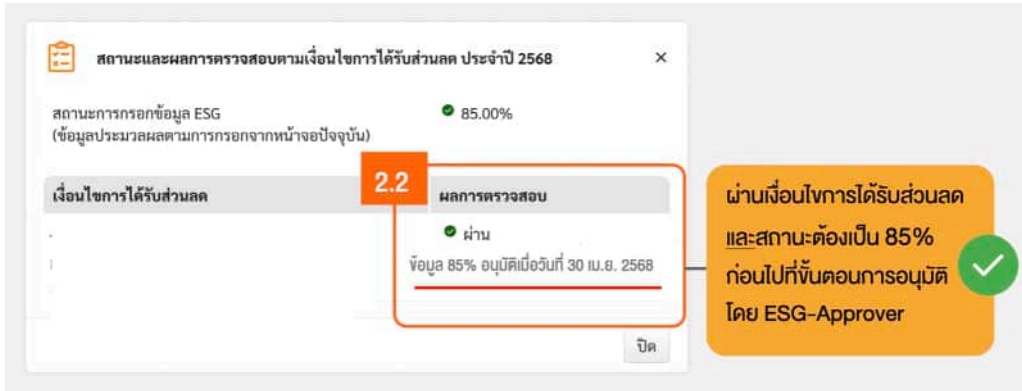 สถานะและผลการตรวจสอบตามเงื่อนไขการได้รับส่วนลด ประจำปี 2568
×
สถานะการกรอกข้อมูล ESG
85.00%
(ข้อมูลประมวลผลตามการกรอกจากหน้าจอปัจจุบัน)
2.2
เงื่อนไขการได้รับส่วนลด
ผลการตรวจสอบ
ผ่าน
ข้อมูล 85% อนุมัติเมื่อวันที่ 30 เม.ย. 2568
ปิด
ผ่านเงื่อนไขการได้รับส่วนลด
และสถานะต้องเป็น 85%
ก่อนไปที่ขั้นตอนการอนุมัติ
โดย ESG-Approver